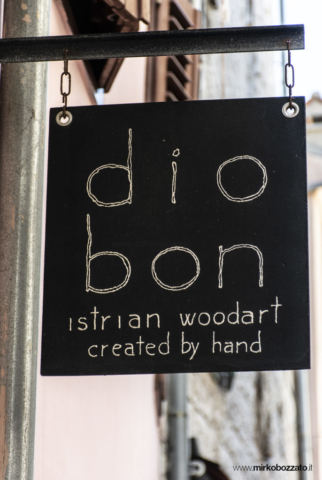 dio
bon
istrian woodart
created by hand
www.mirkobozzato.it